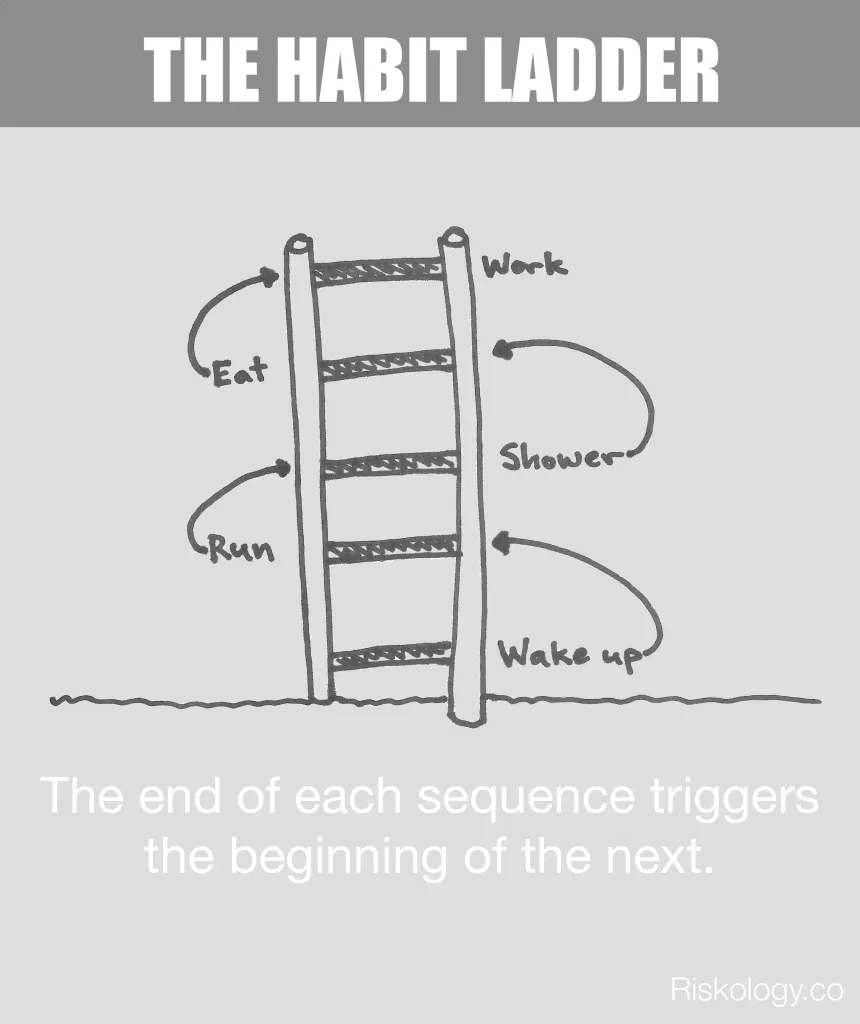 THE HABIT LADDER
Work
Eat
Shower
Run
Wake up
The end of each sequence triggers
the beginning of the next.
Riskology.co